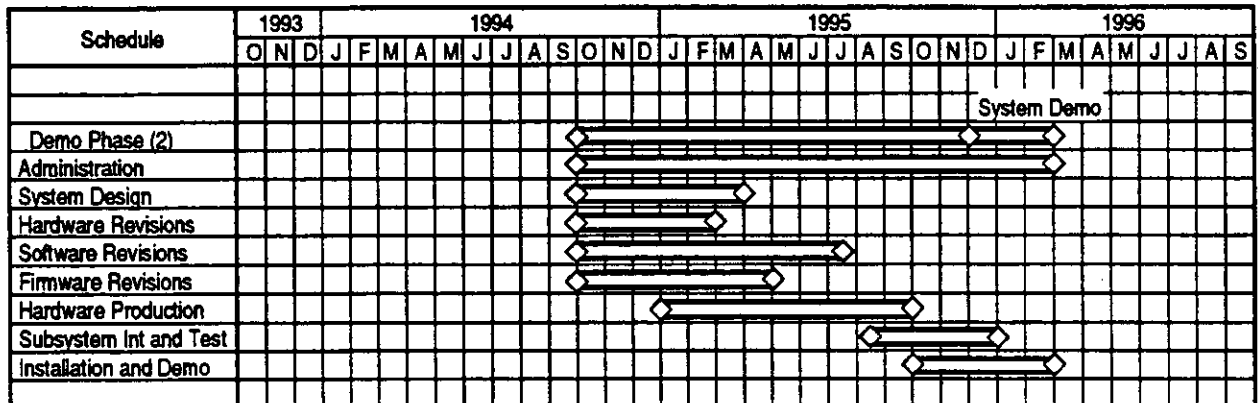 Schedule 1993 1994 1995 1996
O N D J F M A M J J A S O N D J F M A M J J A S O N D J F M A M J J A S
System Demo
Demo Phase (2)
Administration
System Design
Hardware Revisions
Software Revisions
Firmware Revisions
Hardware Production
Subsystem Int and Test
Installation and Demo